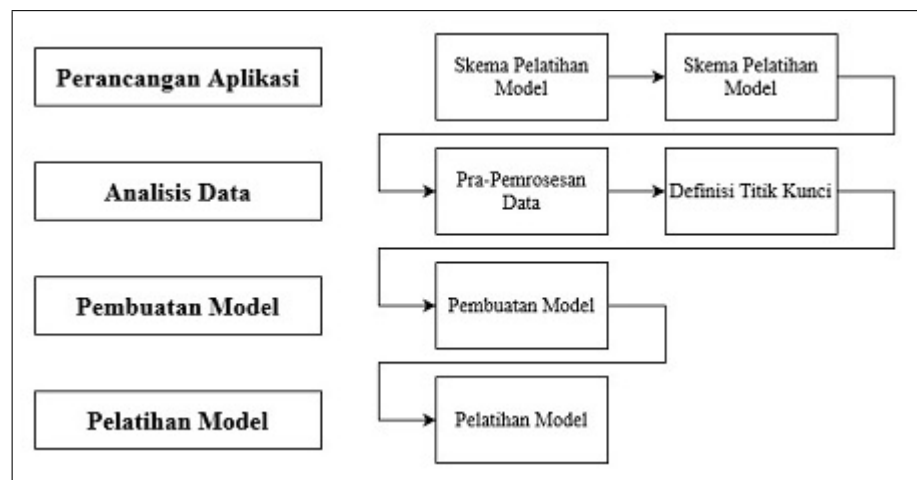 Perancangan Aplikasi
Skema Pelatihan
Model
Skema Pelatihan
Model
Analisis Data
Pra-Pemrosesan
Data
Definisi Titik Kunci
Pembuatan Model
Pembuatan Model
Pelatihan Model
Pelatihan Model